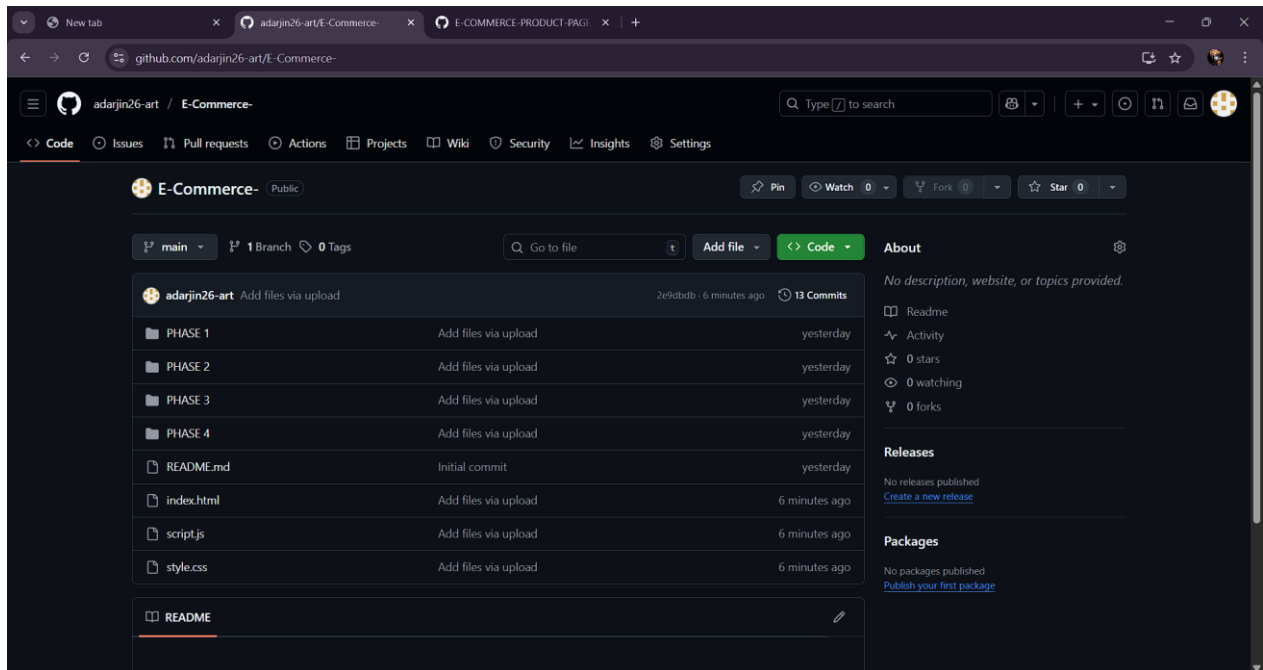 New tab
adarjin26-art/E-Commerce-
E-COMMERCE-PRODUCT-PAGE
github.com/adarjin26-art/E-Commerce-
adarjin26-art / E-Commerce-
Type / to search
Code
Issues
Pull requests
Actions
Projects
Wiki
Security
Insights
Settings
E-Commerce- Public
Pin
Watch 0
Fork 0
Star 0
main
1 Branch
0 Tags
Go to file t
Add file
<> Code
adarjin26-art Add files via upload 2e9dbdb · 6 minutes ago 13 Commits
PHASE 1 Add files via upload yesterday
PHASE 2 Add files via upload yesterday
PHASE 3 Add files via upload yesterday
PHASE 4 Add files via upload yesterday
README.md Initial commit yesterday
index.html Add files via upload 6 minutes ago
script.js Add files via upload 6 minutes ago
style.css Add files via upload 6 minutes ago
README
About
No description, website, or topics provided.
Readme
Activity
0 stars
0 watching
0 forks
Releases
No releases published
Create a new release
Packages
No packages published
Publish your first package